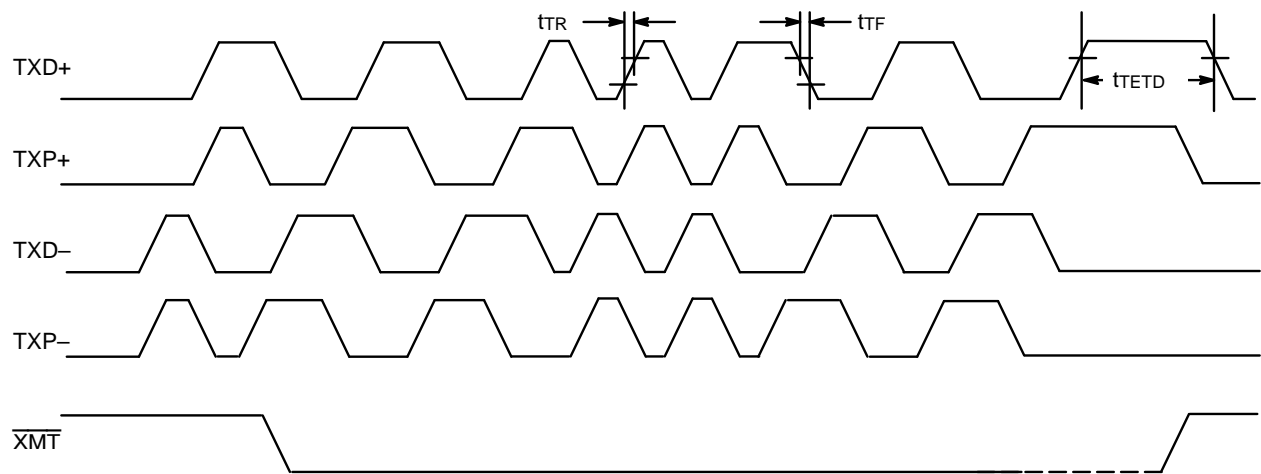 tTR
tTF
TXD+
tTETD
TXP+
TXD–
TXP–
XMT